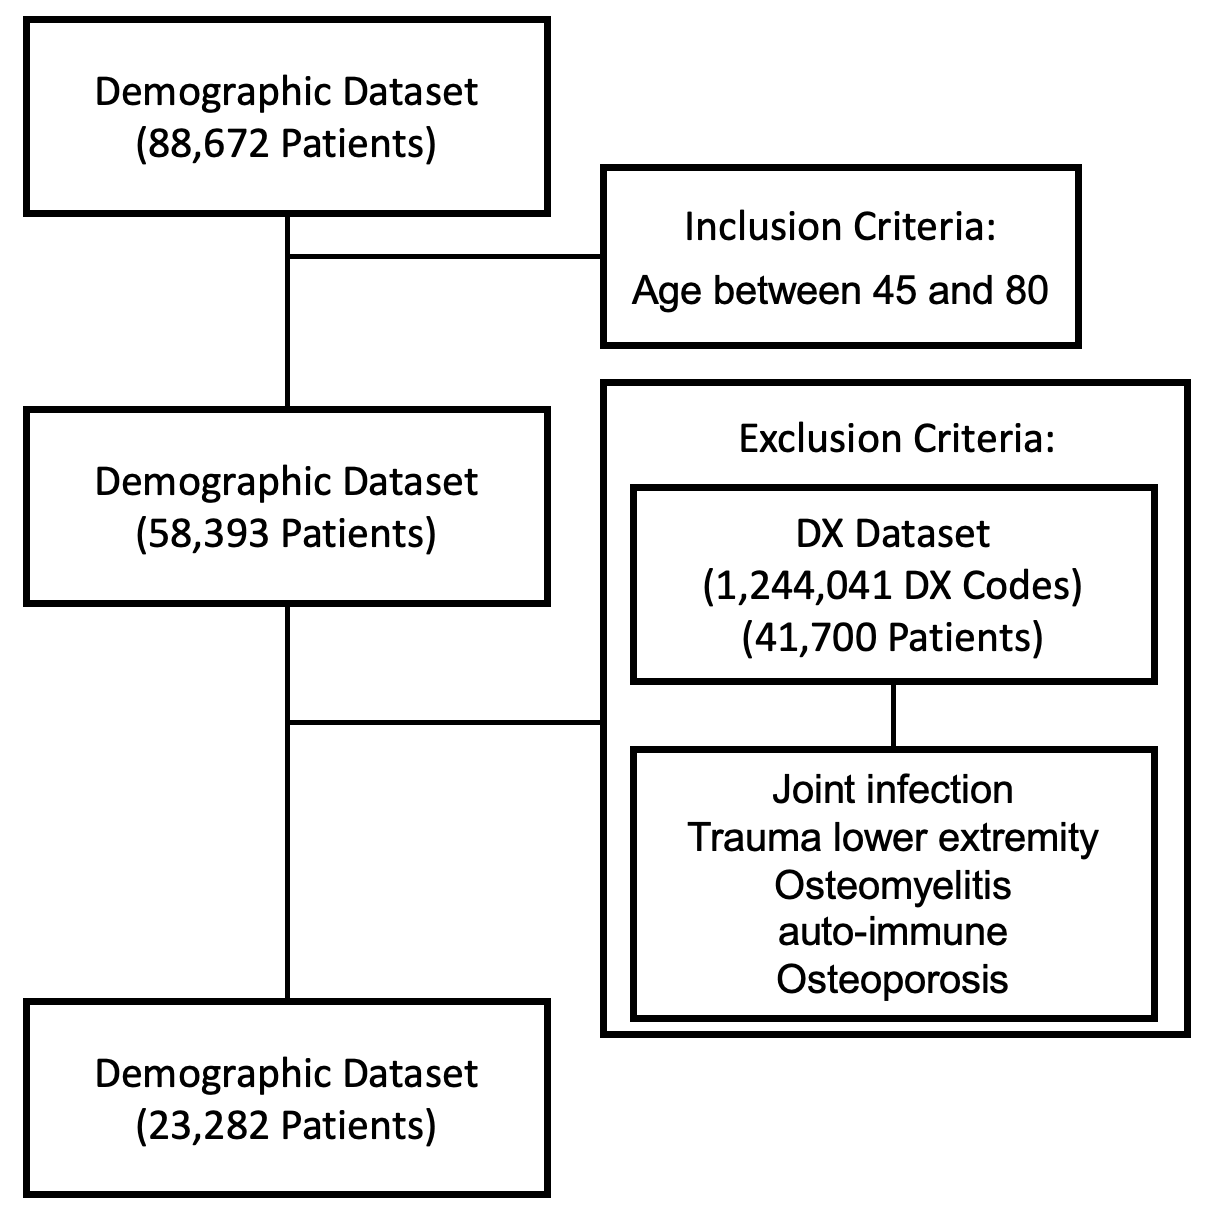 Demographic Dataset
(88,672 Patients)
Inclusion Criteria:
Age between 45 and 80
Demographic Dataset
(58,393 Patients)
Exclusion Criteria:
DX Dataset
(1,244,041 DX Codes)
(41,700 Patients)
Joint infection
Trauma lower extremity
Osteomyelitis
auto-immune
Osteoporosis
Demographic Dataset
(23,282 Patients)